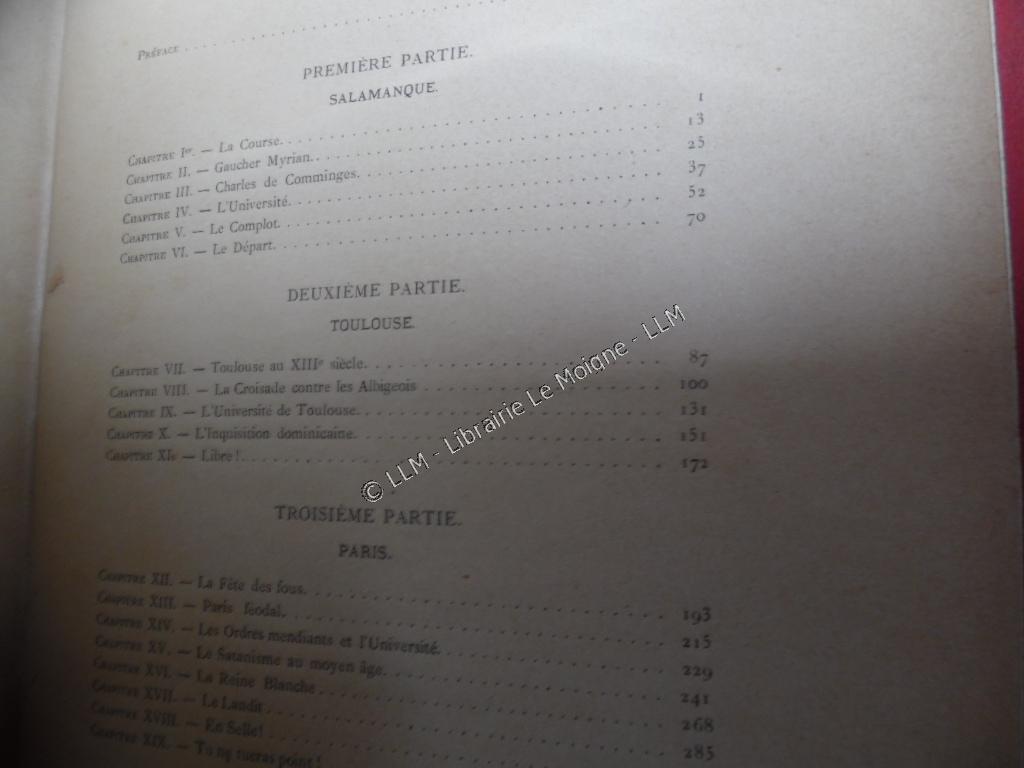 PRÉFACE
PREMIÈRE PARTIE.
SALAMANQUE.
CHAPITRE Ier. — La Course. 1
CHAPITRE II. — Gaucher Myrian. 13
CHAPITRE III. — Charles de Comminges. 25
CHAPITRE IV. — L'Université. 37
CHAPITRE V. — Le Complot. 52
CHAPITRE VI. — Le Départ. 70
DEUXIÈME PARTIE.
TOULOUSE.
CHAPITRE VII. — Toulouse au XIIIe siècle. 87
CHAPITRE VIII. — La Croisade contre les Albigeois 100
CHAPITRE IX. — L'Université de Toulouse. 131
CHAPITRE X. — L'Inquisition dominicaine. 151
CHAPITRE XI. — Libre! 172
TROISIÈME PARTIE.
PARIS.
CHAPITRE XII. — La Fête des fous. 193
CHAPITRE XIII. — Paris féodal. 215
CHAPITRE XIV. — Les Ordres mendiants et l'Université. 229
CHAPITRE XV. — Le Satanisme au moyen âge. 241
CHAPITRE XVI. — La Reine Blanche 268
CHAPITRE XVII. — Le Landit 285
CHAPITRE XVIII. — En Selle!
CHAPITRE XIX. — Tu ne tueras point!
© LLM - Librairie Le Moigne - LLM